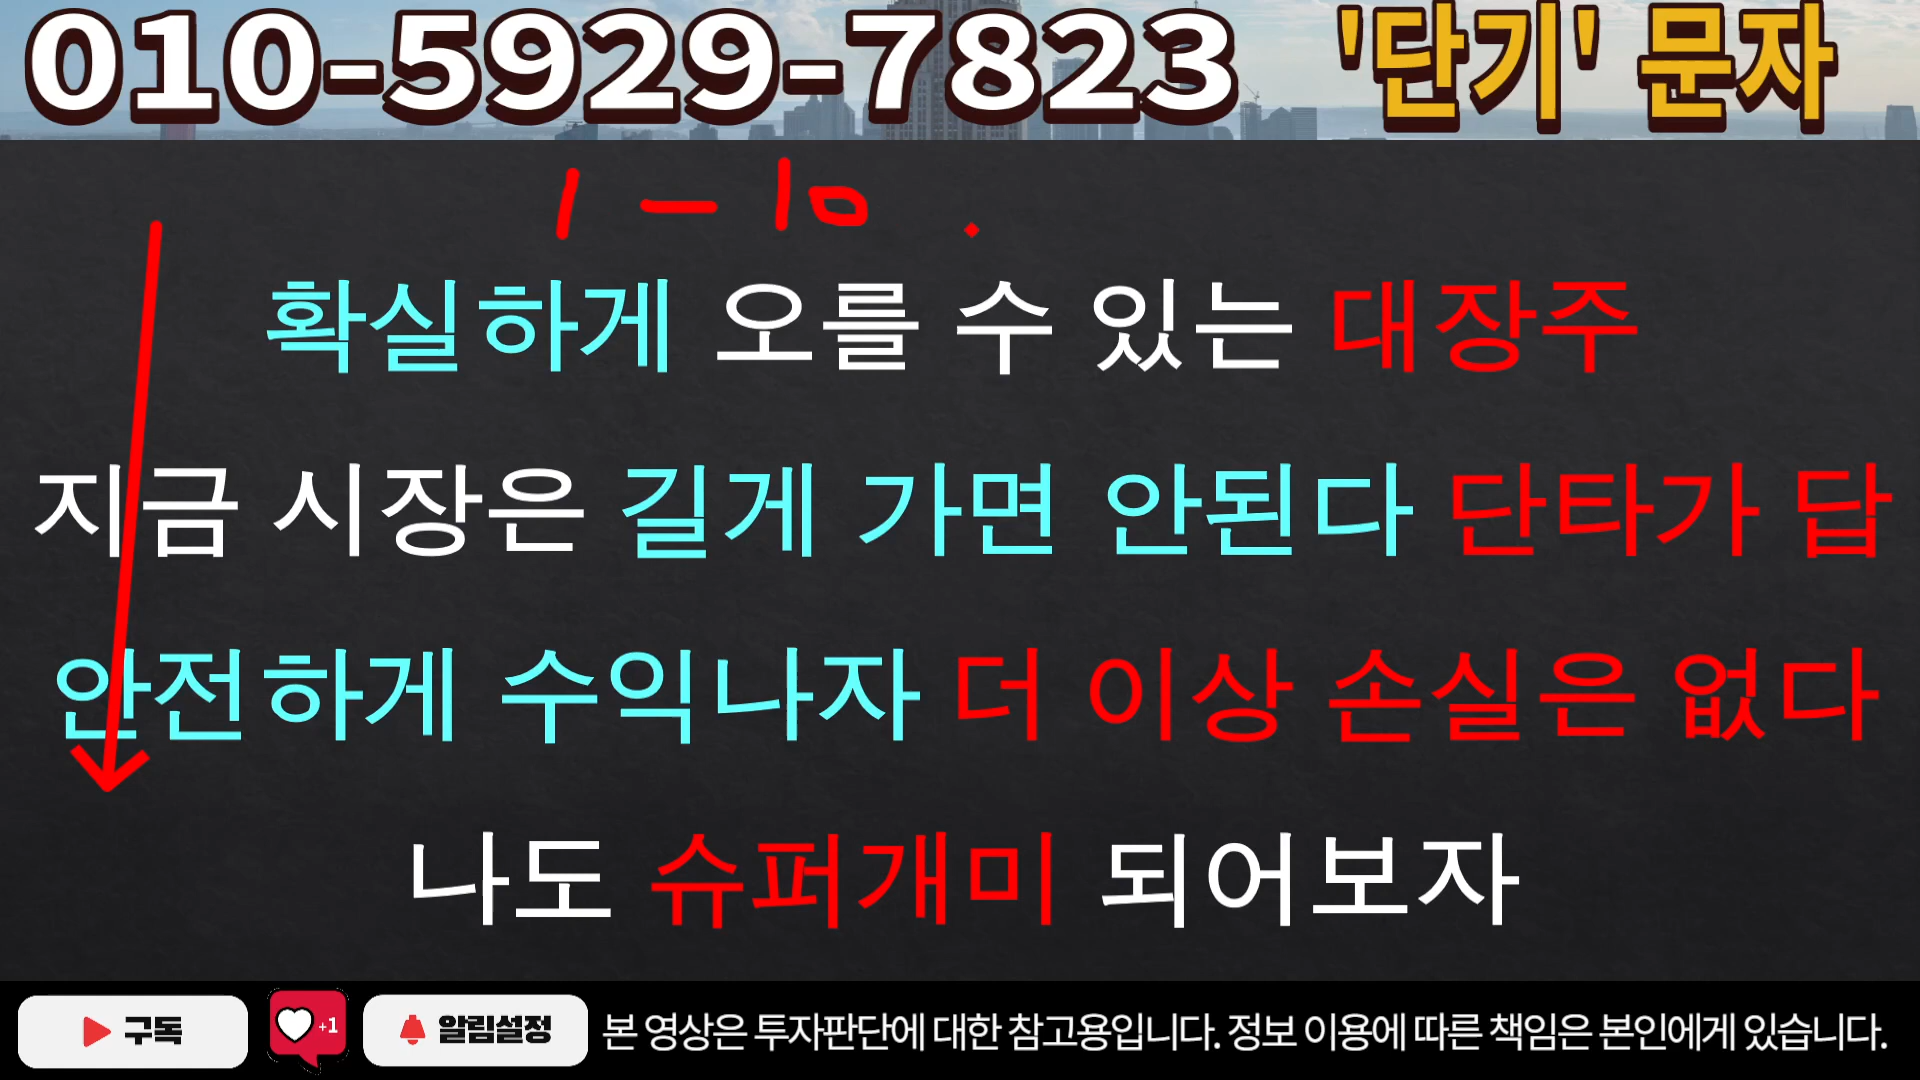 010-5929-7823 '단기' 문자
1 - 10
확실하게 오를 수 있는 대장주
지금 시장은 길게 가면 안된다 단타가 답
안전하게 수익나자 더 이상 손실은 없다
나도 슈퍼개미 되어보자
구독 +1 알림설정 본 영상은 투자판단에 대한 참고용입니다. 정보 이용에 따른 책임은 본인에게 있습니다.